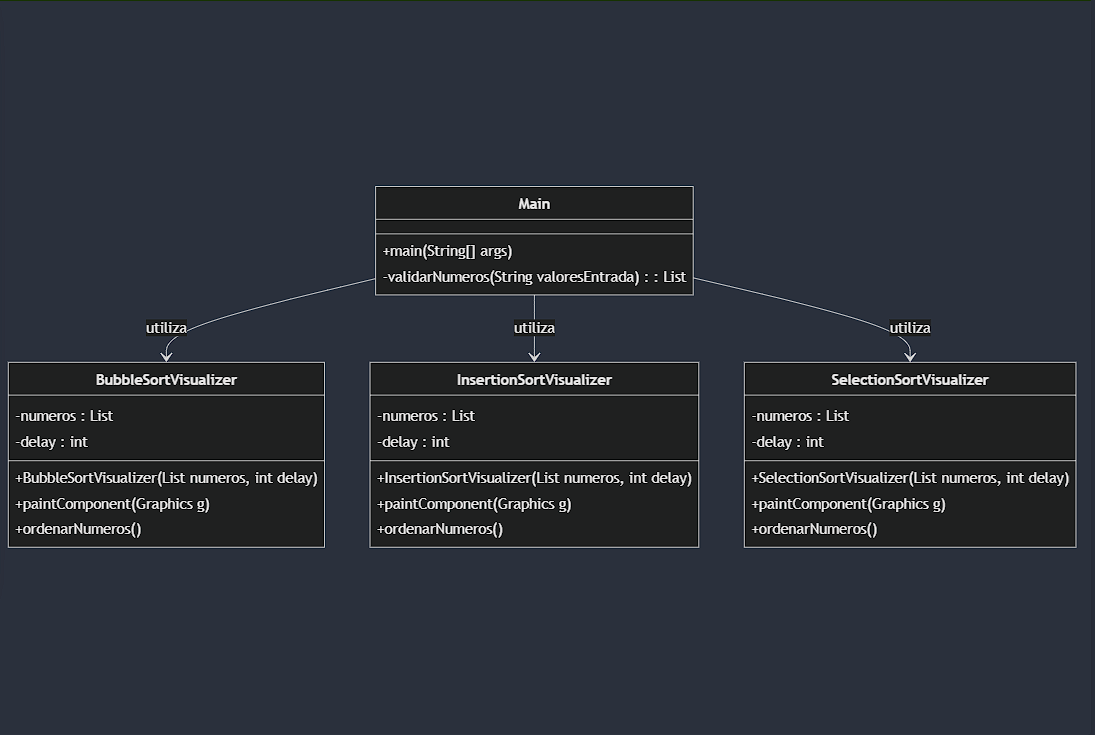 Main
+main(String[] args)
-validarNumeros(String valoresEntrada) : : List
utiliza
utiliza
utiliza
BubbleSortVisualizer
-numeros : List
-delay : int
+BubbleSortVisualizer(List numeros, int delay)
+paintComponent(Graphics g)
+ordenarNumeros()
InsertionSortVisualizer
-numeros : List
-delay : int
+InsertionSortVisualizer(List numeros, int delay)
+paintComponent(Graphics g)
+ordenarNumeros()
SelectionSortVisualizer
-numeros : List
-delay : int
+SelectionSortVisualizer(List numeros, int delay)
+paintComponent(Graphics g)
+ordenarNumeros()